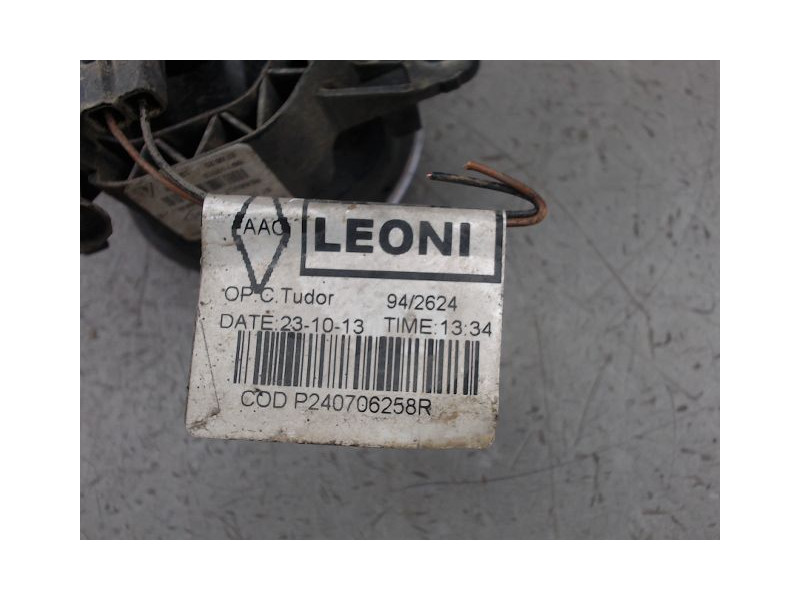 AAC
LEONI
OP.C.Tudor 94/2624
DATE:23-10-13 TIME:13:34
COD P240706258R